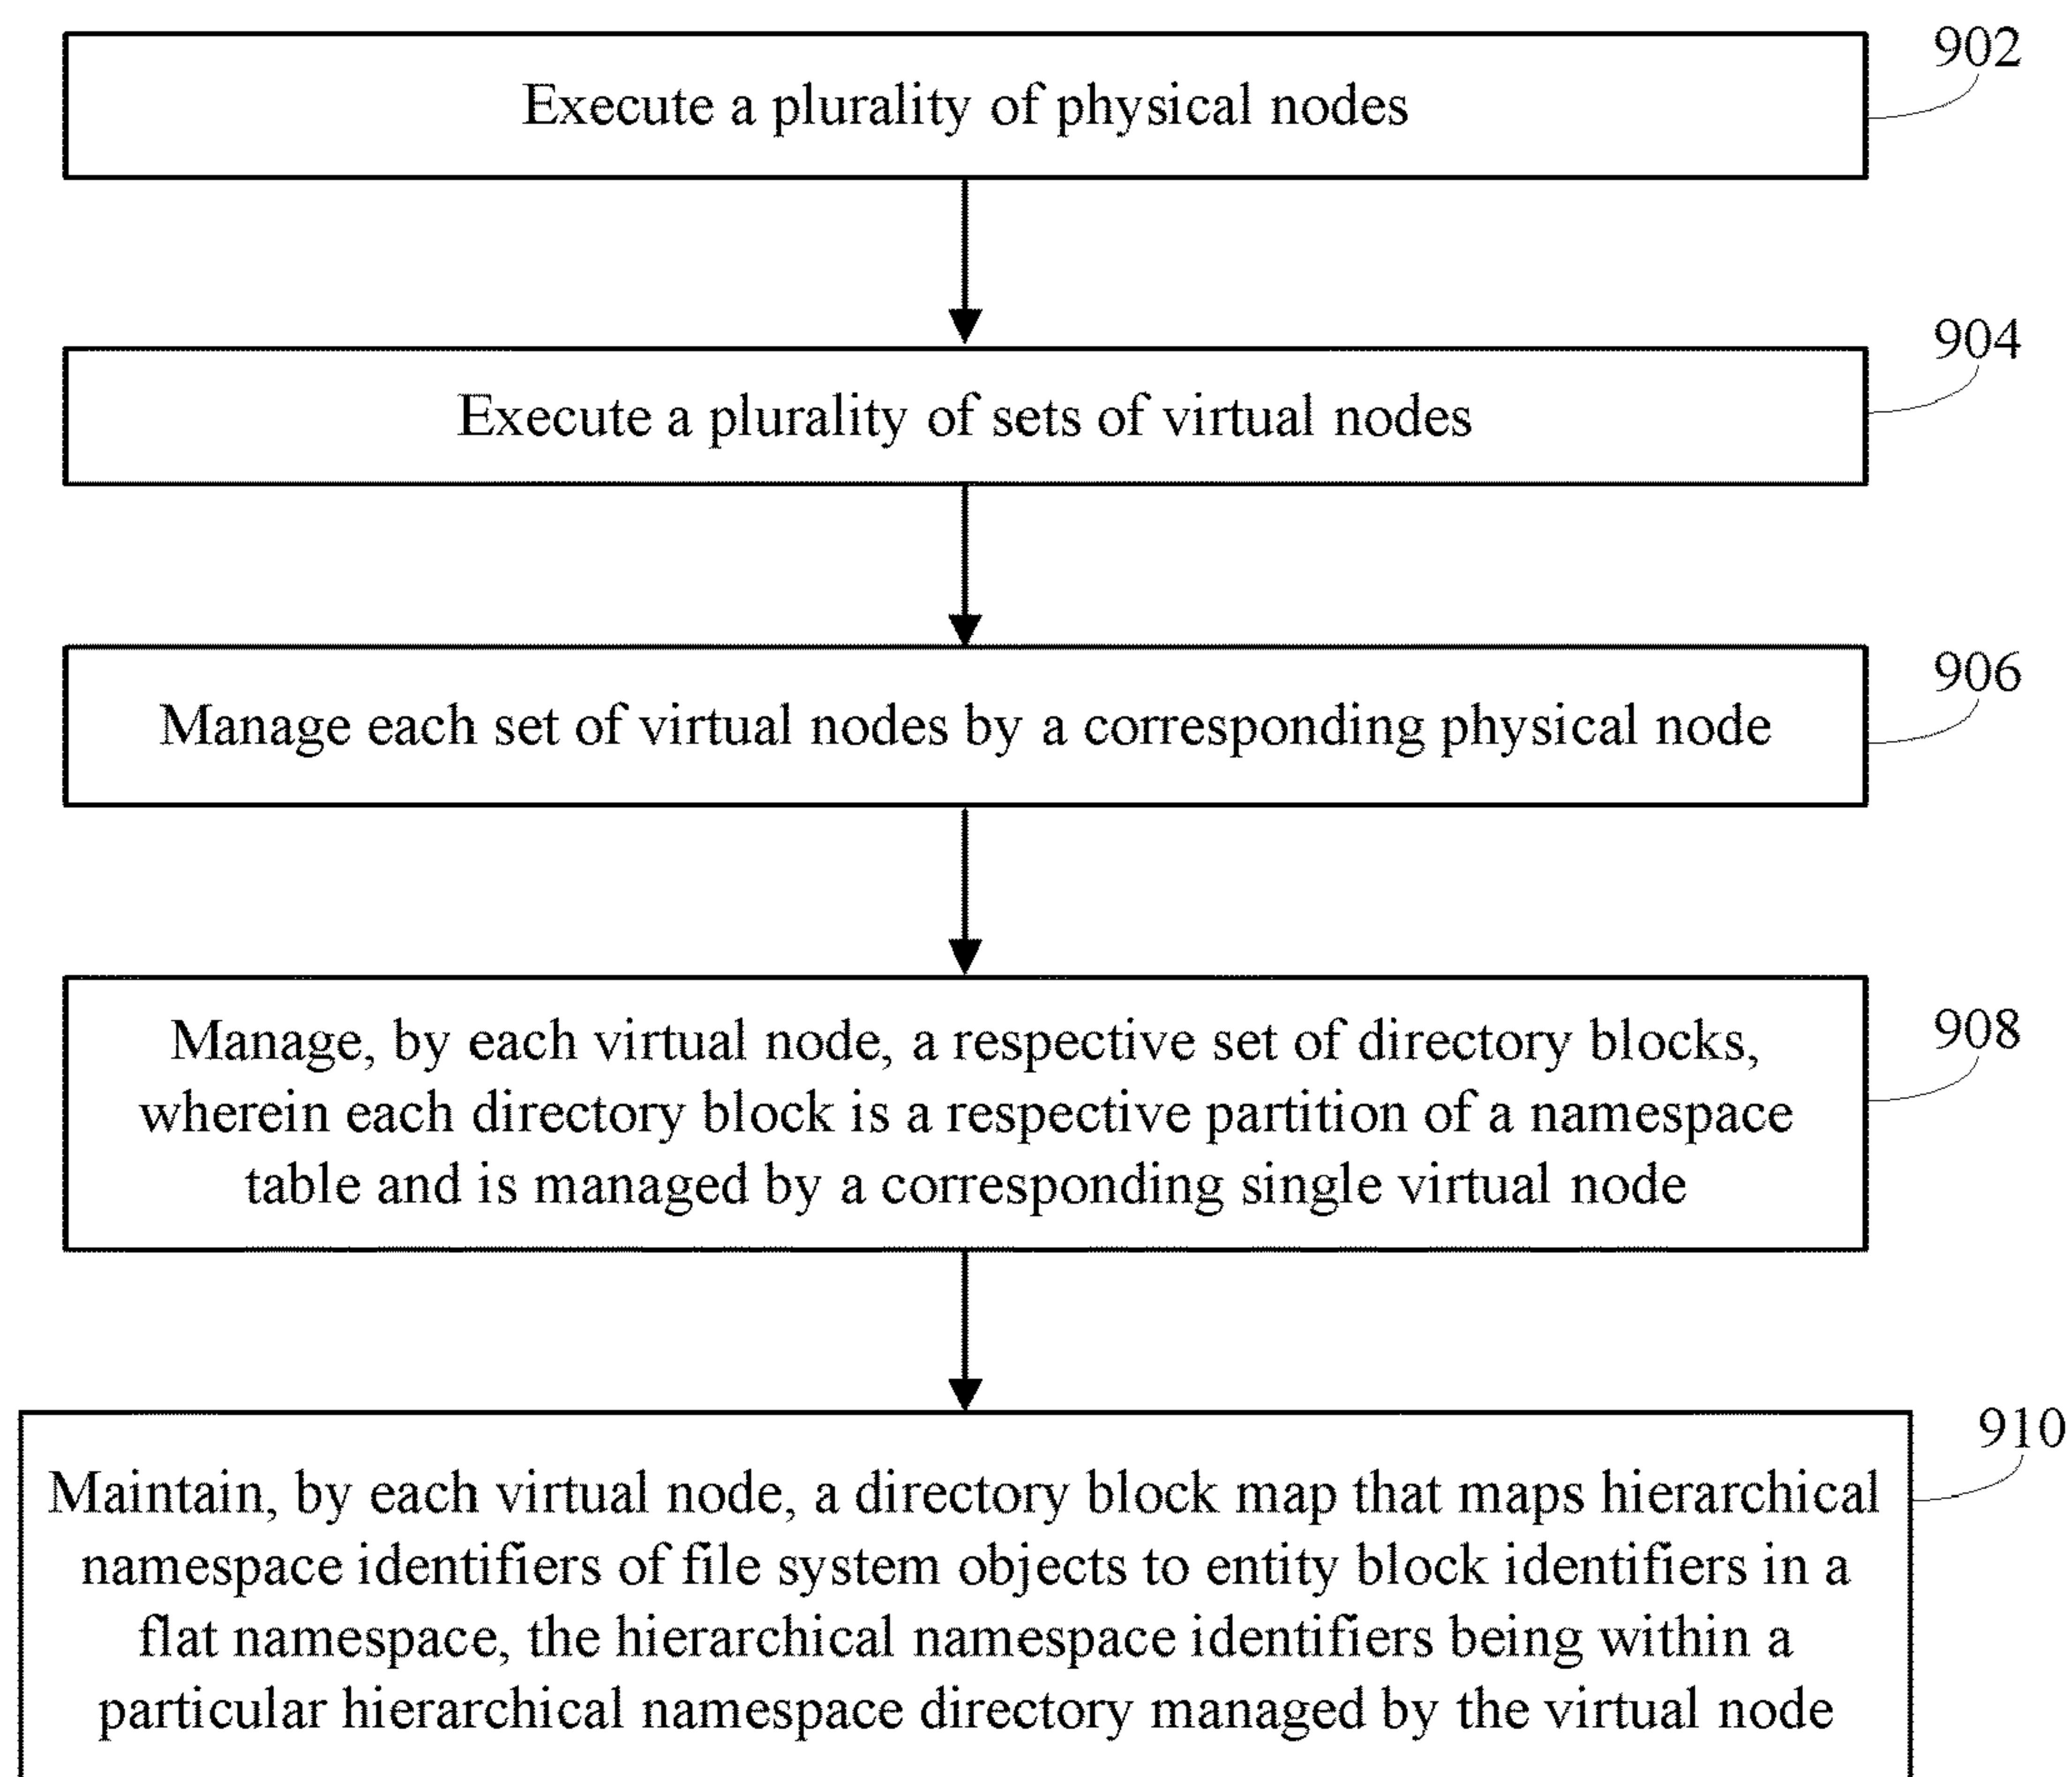 902
Execute a plurality of physical nodes
904
Execute a plurality of sets of virtual nodes
906
Manage each set of virtual nodes by a corresponding physical node
908
Manage, by each virtual node, a respective set of directory blocks,
wherein each directory block is a respective partition of a namespace
table and is managed by a corresponding single virtual node
910
Maintain, by each virtual node, a directory block map that maps hierarchical
namespace identifiers of file system objects to entity block identifiers in a
flat namespace, the hierarchical namespace identifiers being within a
particular hierarchical namespace directory managed by the virtual node